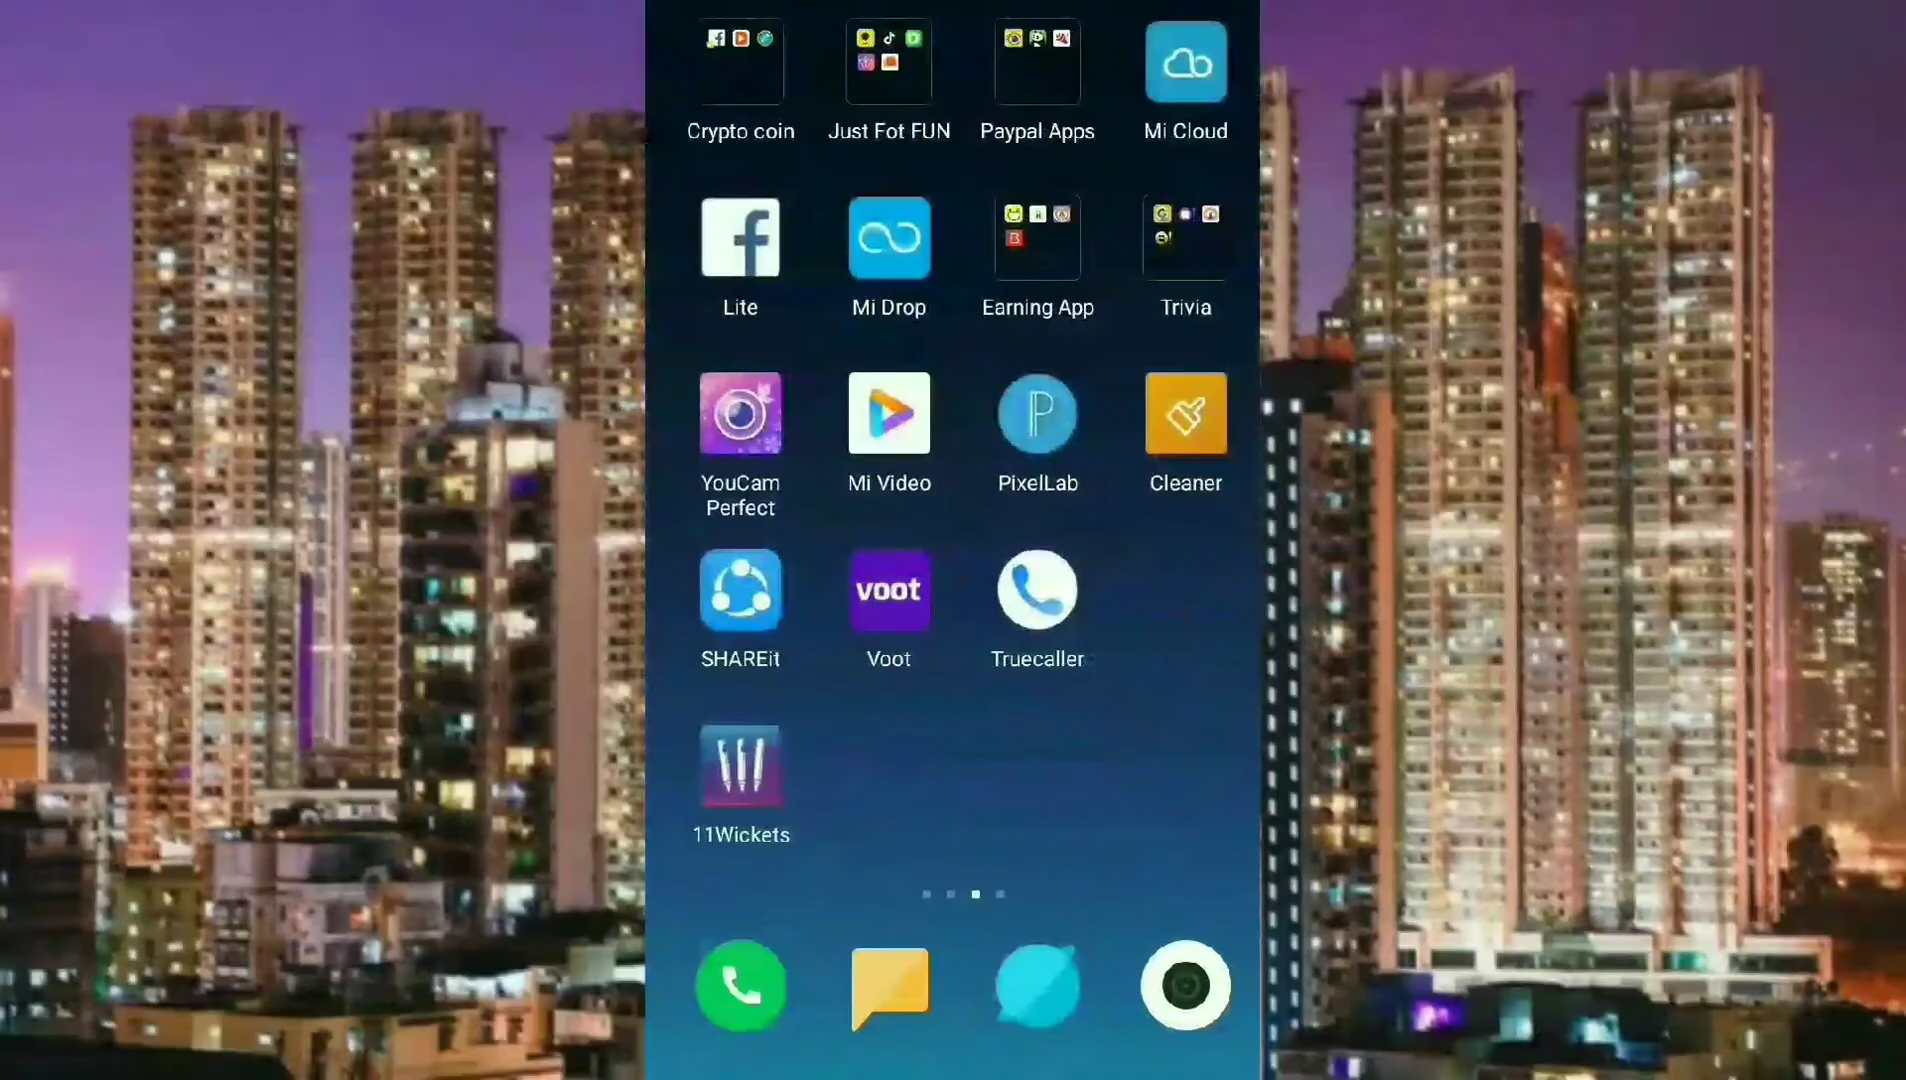 Crypto coin
Just Fot FUN
Paypal Apps
Mi Cloud
Lite
Mi Drop
Earning App
Trivia
YouCam
Perfect
Mi Video
PixelLab
Cleaner
voot
SHAREit
Voot
Truecaller
11Wickets